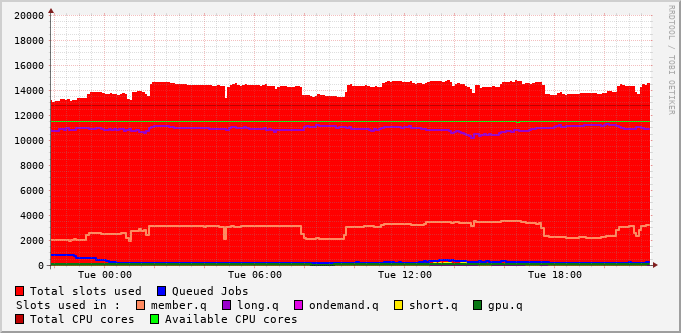 20000
18000
16000
14000
12000
10000
8000
6000
4000
2000
0
Tue 00:00 Tue 06:00 Tue 12:00 Tue 18:00
RRDTOOL / TOBI OETIKER
Total slots used Queued Jobs
Slots used in : member.q long.q ondemand.q short.q gpu.q
Total CPU cores Available CPU cores